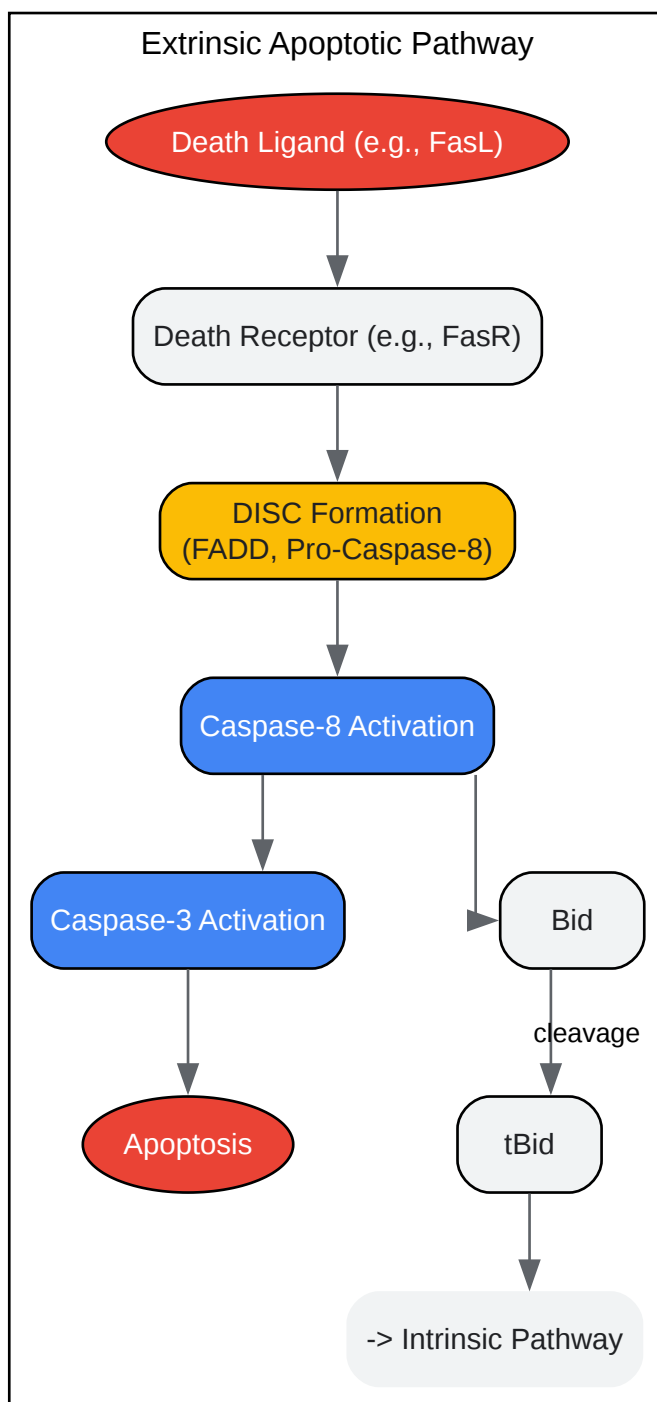 Extrinsic Apoptotic Pathway
Death Ligand (e.g., FasL)
Death Receptor (e.g., FasR)
DISC Formation
(FADD, Pro-Caspase-8)
Caspase-8 Activation
Caspase-3 Activation
Bid
cleavage
Apoptosis
tBid
-> Intrinsic Pathway